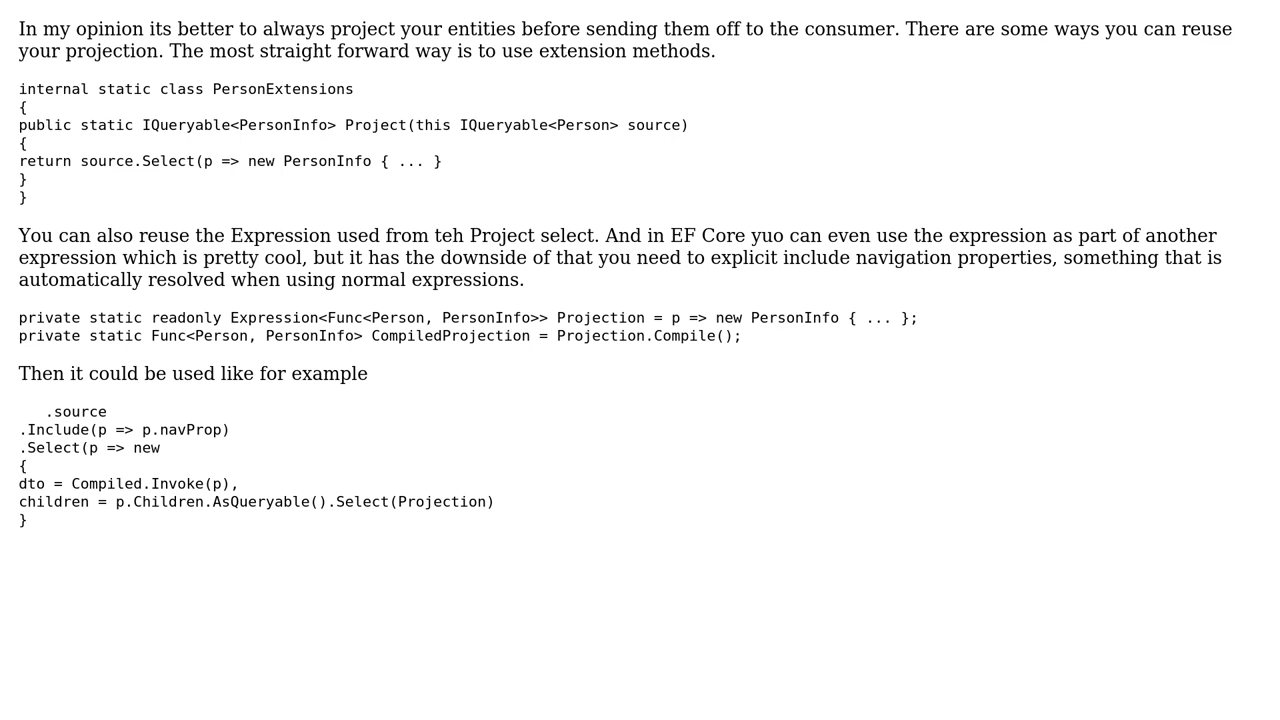 In my opinion its better to always project your entities before sending them off to the consumer. There are some ways you can reuse
your projection. The most straight forward way is to use extension methods.
internal static class PersonExtensions
{
public static IQueryable<PersonInfo> Project(this IQueryable<Person> source)
{
return source.Select(p => new PersonInfo { ... }
}
}
You can also reuse the Expression used from teh Project select. And in EF Core yuo can even use the expression as part of another
expression which is pretty cool, but it has the downside of that you need to explicit include navigation properties, something that is
automatically resolved when using normal expressions.
private static readonly Expression<Func<Person, PersonInfo>> Projection = p => new PersonInfo { ... };
private static Func<Person, PersonInfo> CompiledProjection = Projection.Compile();
Then it could be used like for example
   .source
.Include(p => p.navProp)
.Select(p => new
{
dto = Compiled.Invoke(p),
children = p.Children.AsQueryable().Select(Projection)
}